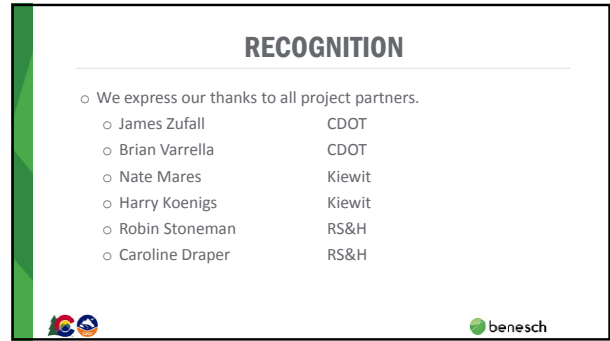 RECOGNITION
o We express our thanks to all project partners.
o James Zufall CDOT
o Brian Varrella CDOT
o Nate Mares Kiewit
o Harry Koenigs Kiewit
o Robin Stoneman RS&H
o Caroline Draper RS&H
benesch